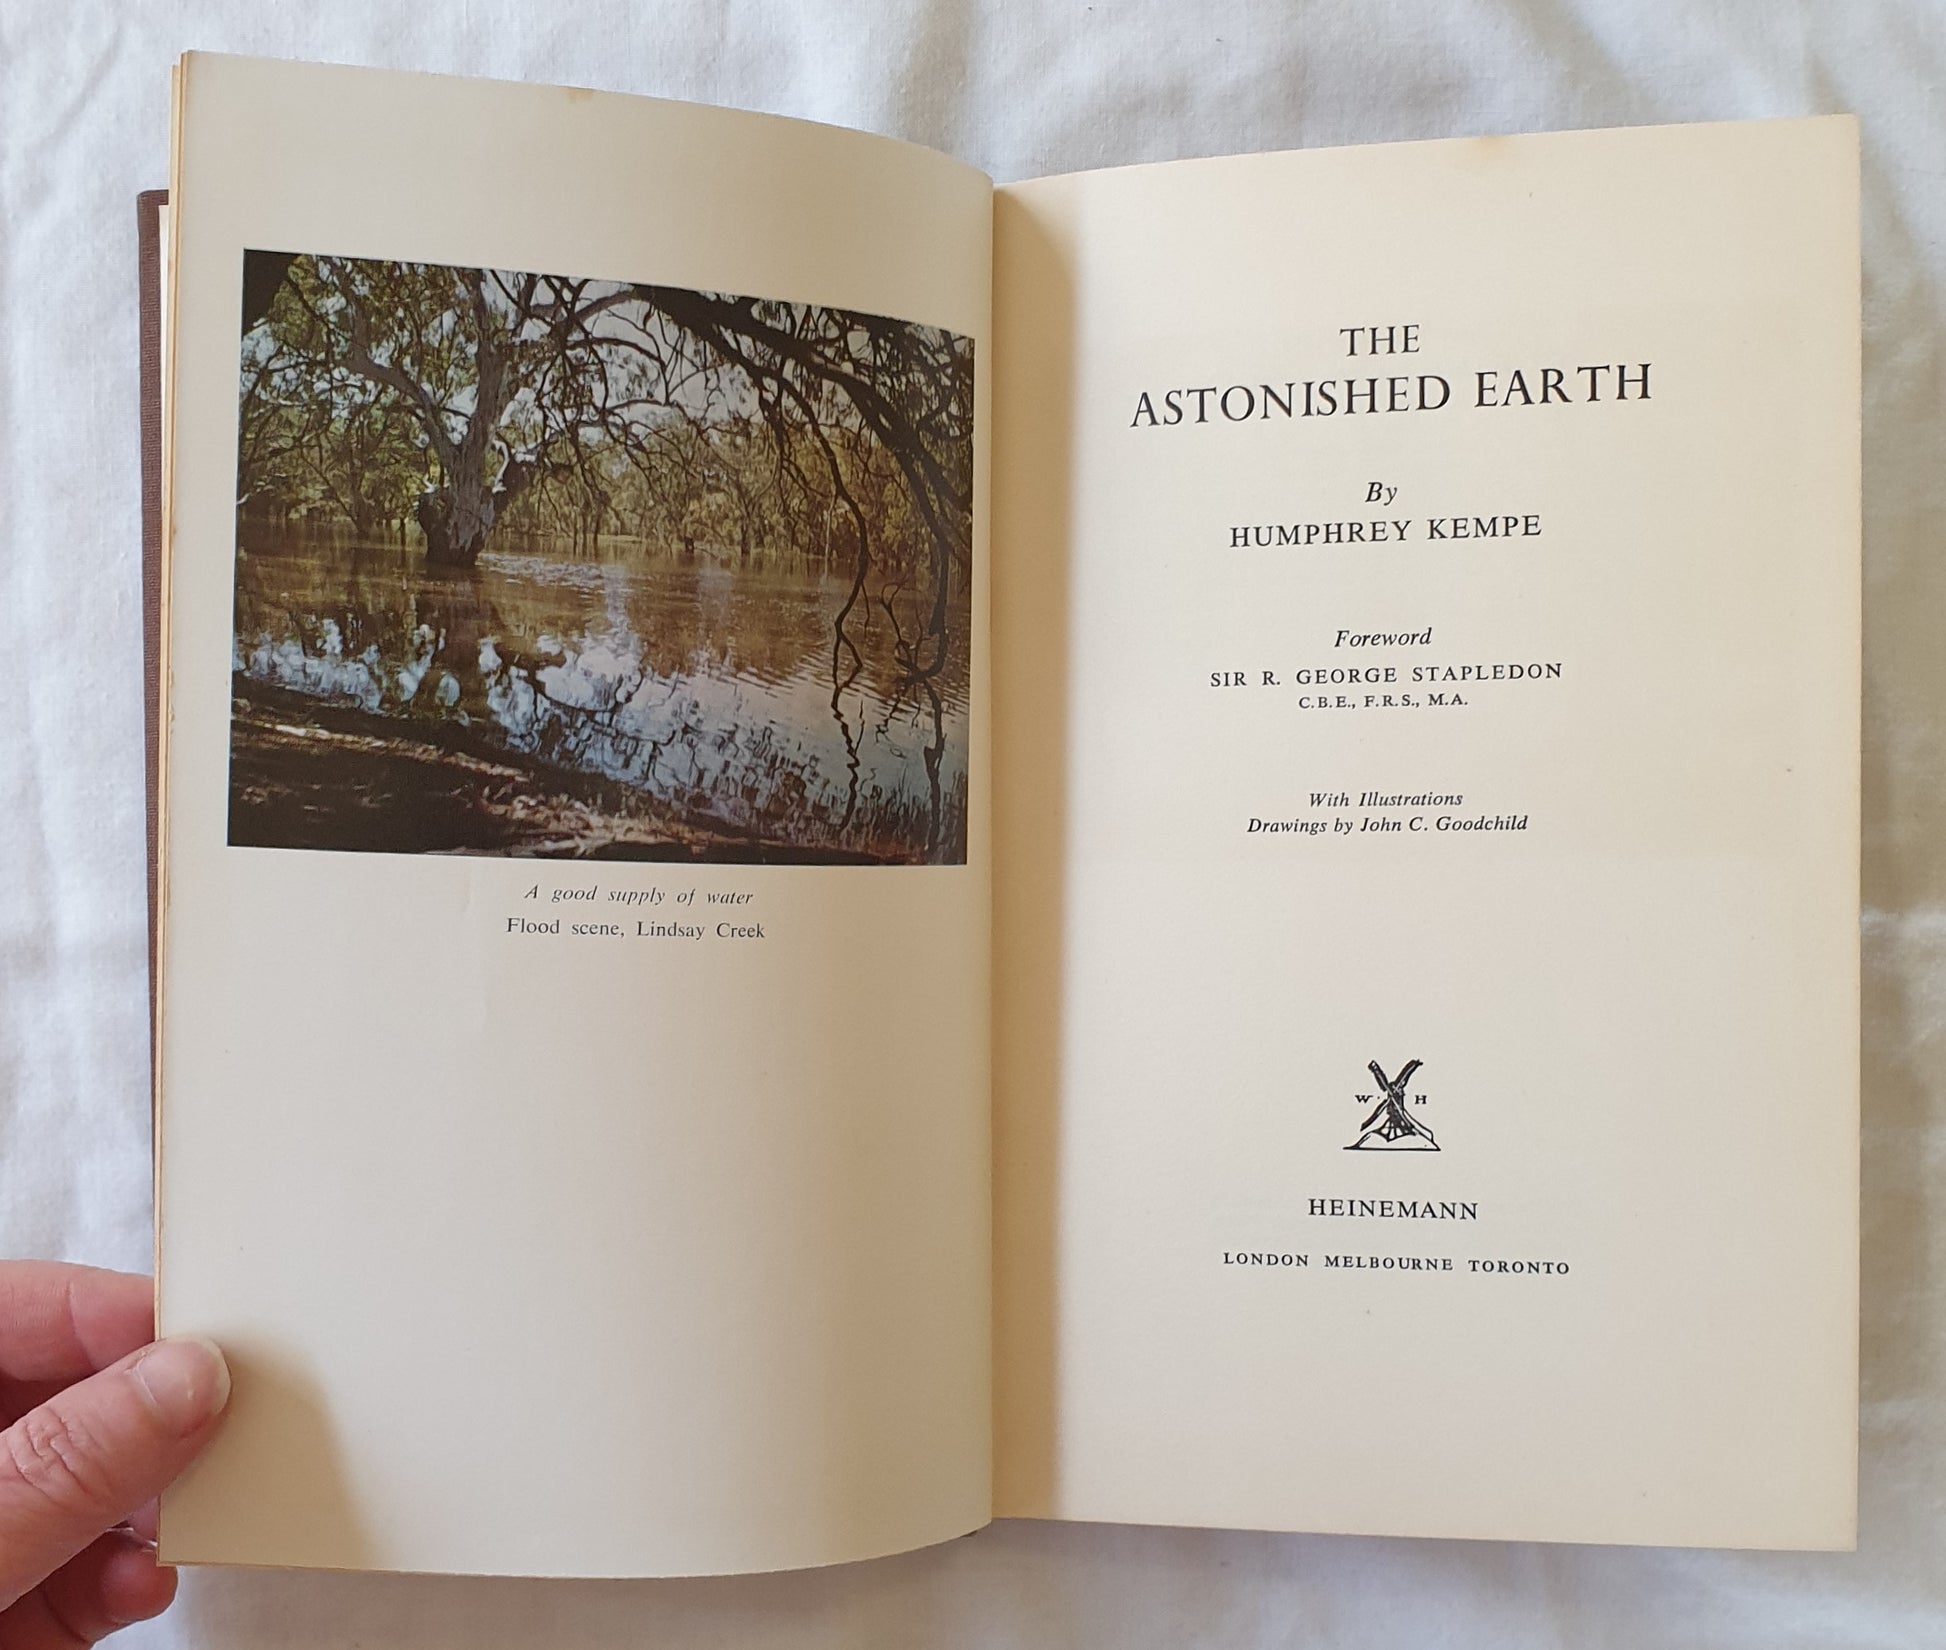 A good supply of water
Flood scene, Lindsay Creek
THE
ASTONISHED EARTH
By
HUMPHREY KEMPE
Foreword
SIR R. GEORGE STAPLEDON
C.B.E., F.R.S., M.A.
With Illustrations
Drawings by John C. Goodchild
W H
HEINEMANN
LONDON MELBOURNE TORONTO